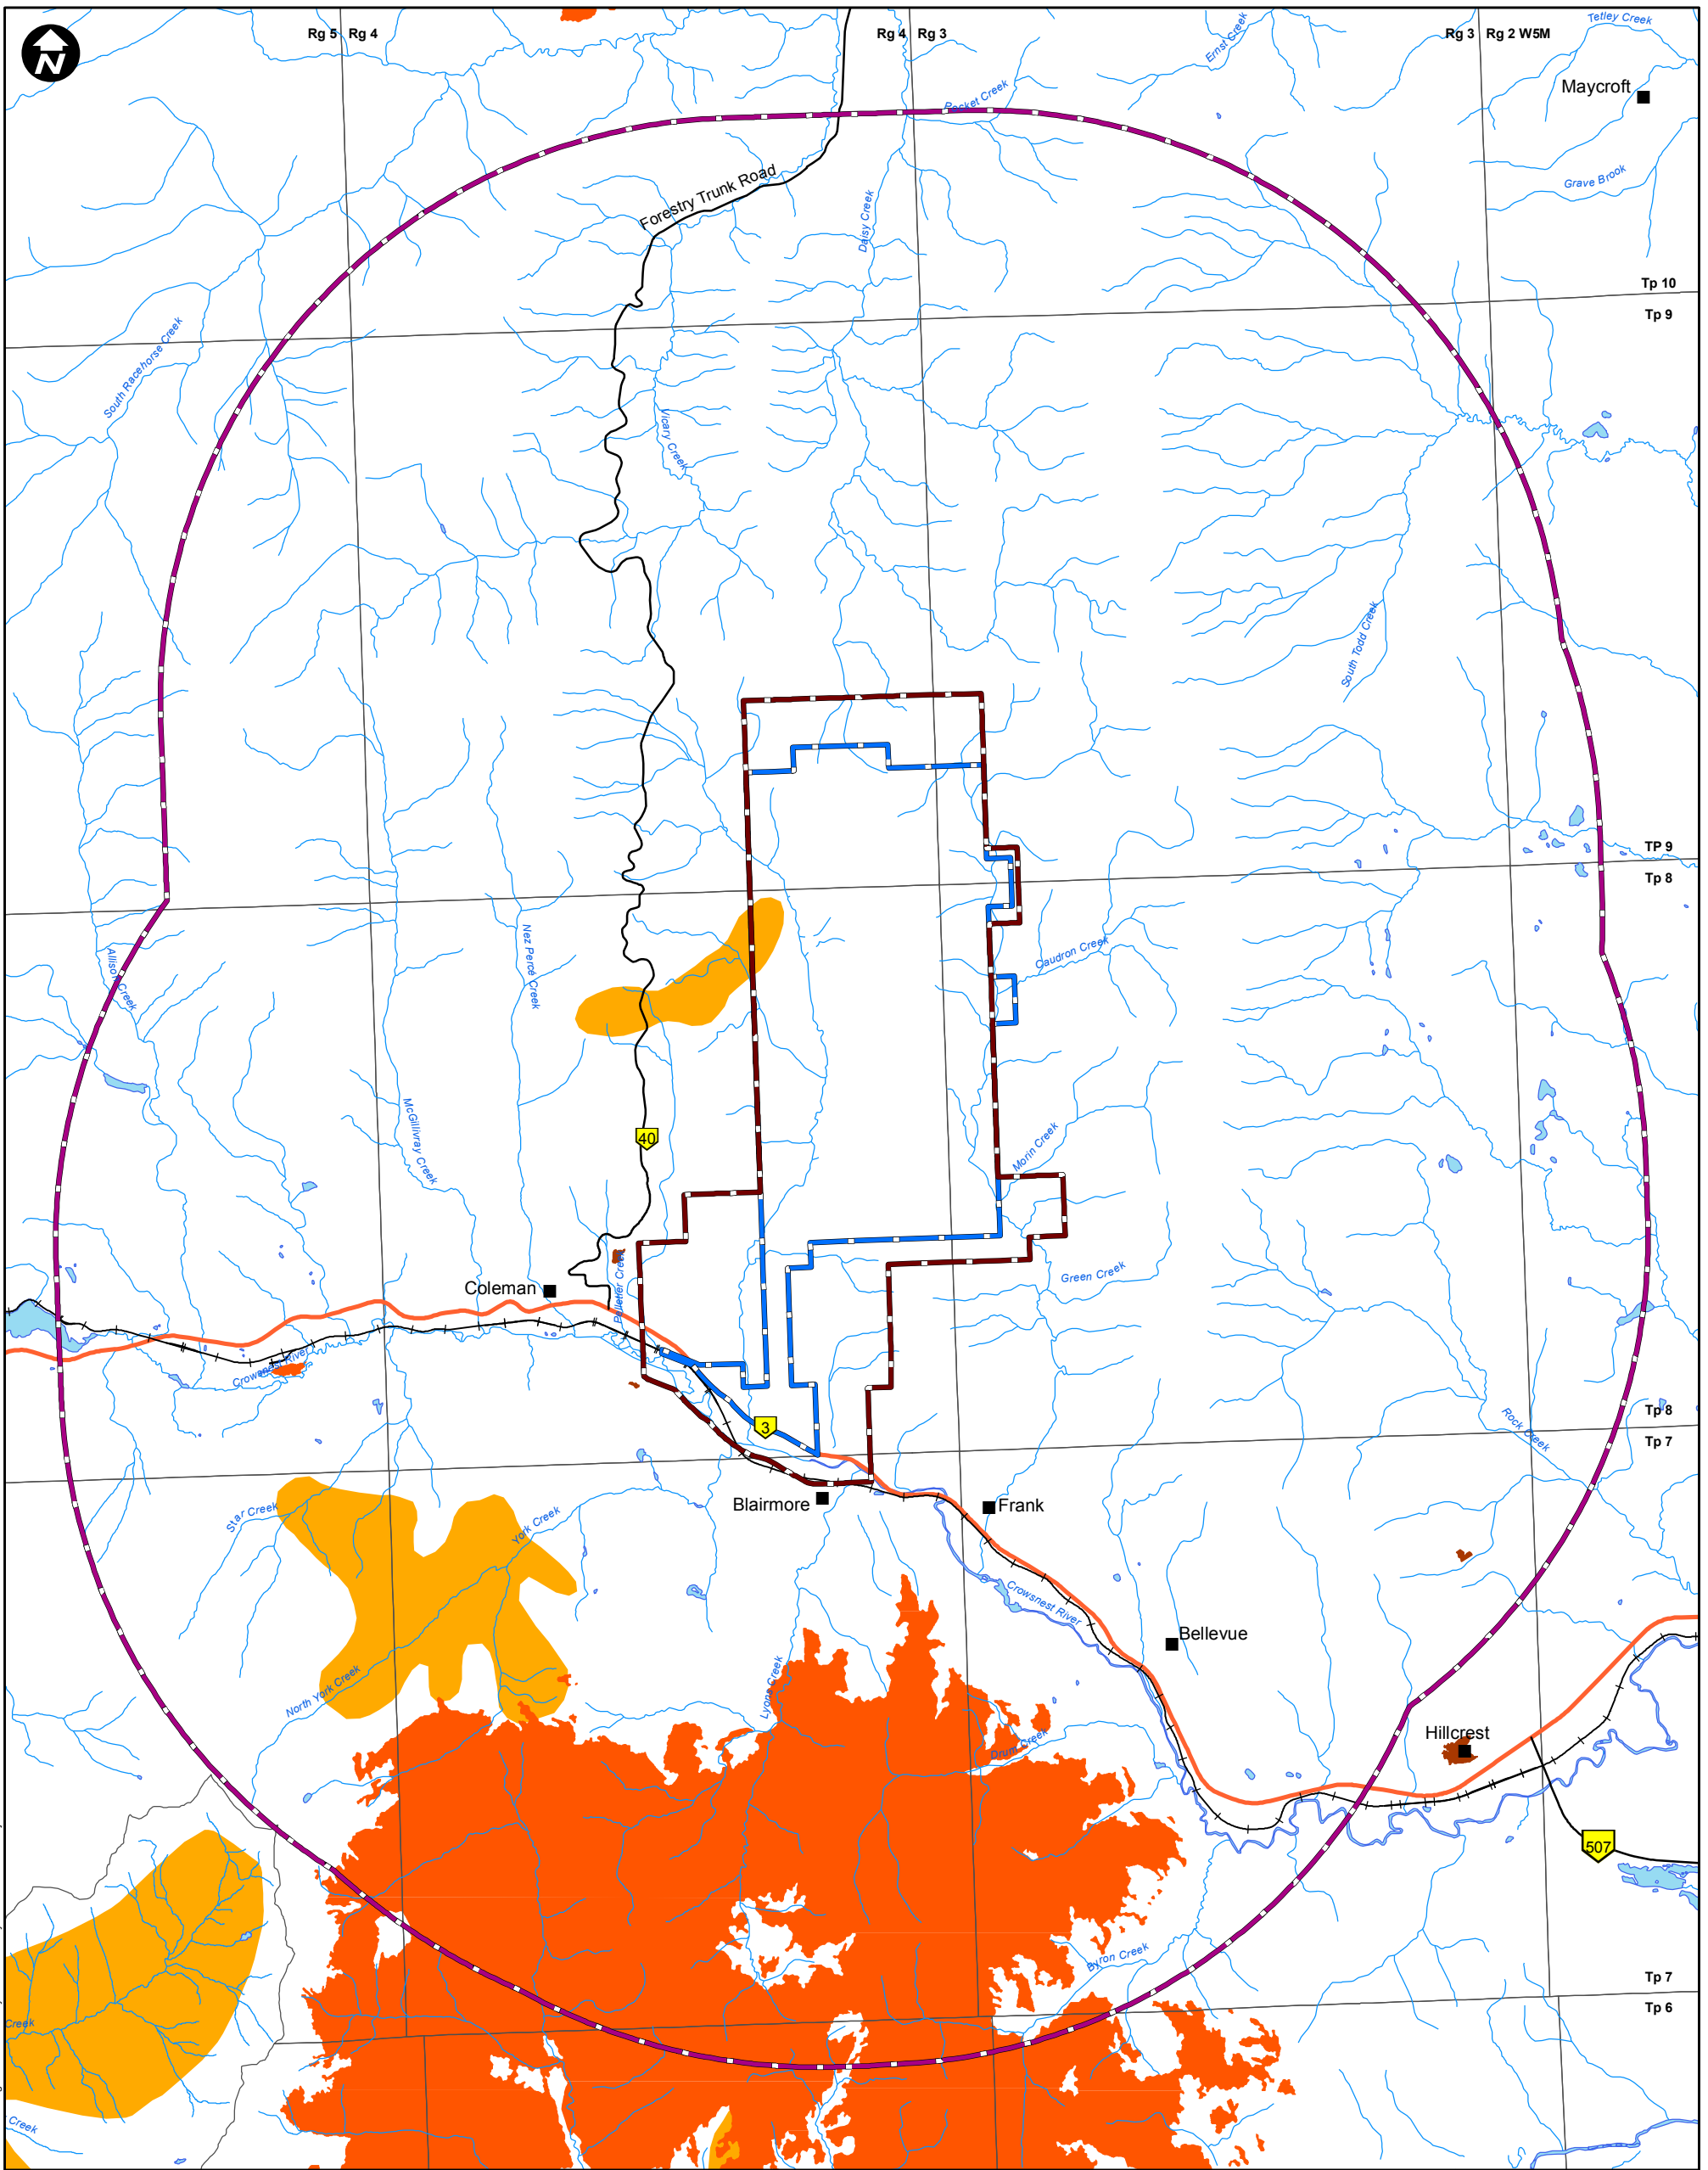 N
Rg 5
Rg 4
Rg 4
Rg 3
Rg 3
Rg 2 W5M
Tetley Creek
Ernst Creek
Maycroft
Pocket Creek
Grave Brook
Forestry Trunk Road
Daisy Creek
Tp 10
Tp 9
South Racehorse Creek
Vicary Creek
South Todd Creek
TP 9
Tp 8
Allison Creek
Nez Percé Creek
Caudron Creek
McGillivray Creek
40
Morin Creek
Pelletier Creek
Green Creek
Coleman
Crowsnest River
3
Rock Creek
Tp 8
Tp 7
Star Creek
York Creek
Blairmore
Frank
Crowsnest River
Bellevue
North York Creek
Lyons Creek
Drum Creek
Hillcrest
507
Byron Creek
Tp 7
Tp 6
Creek
Creek